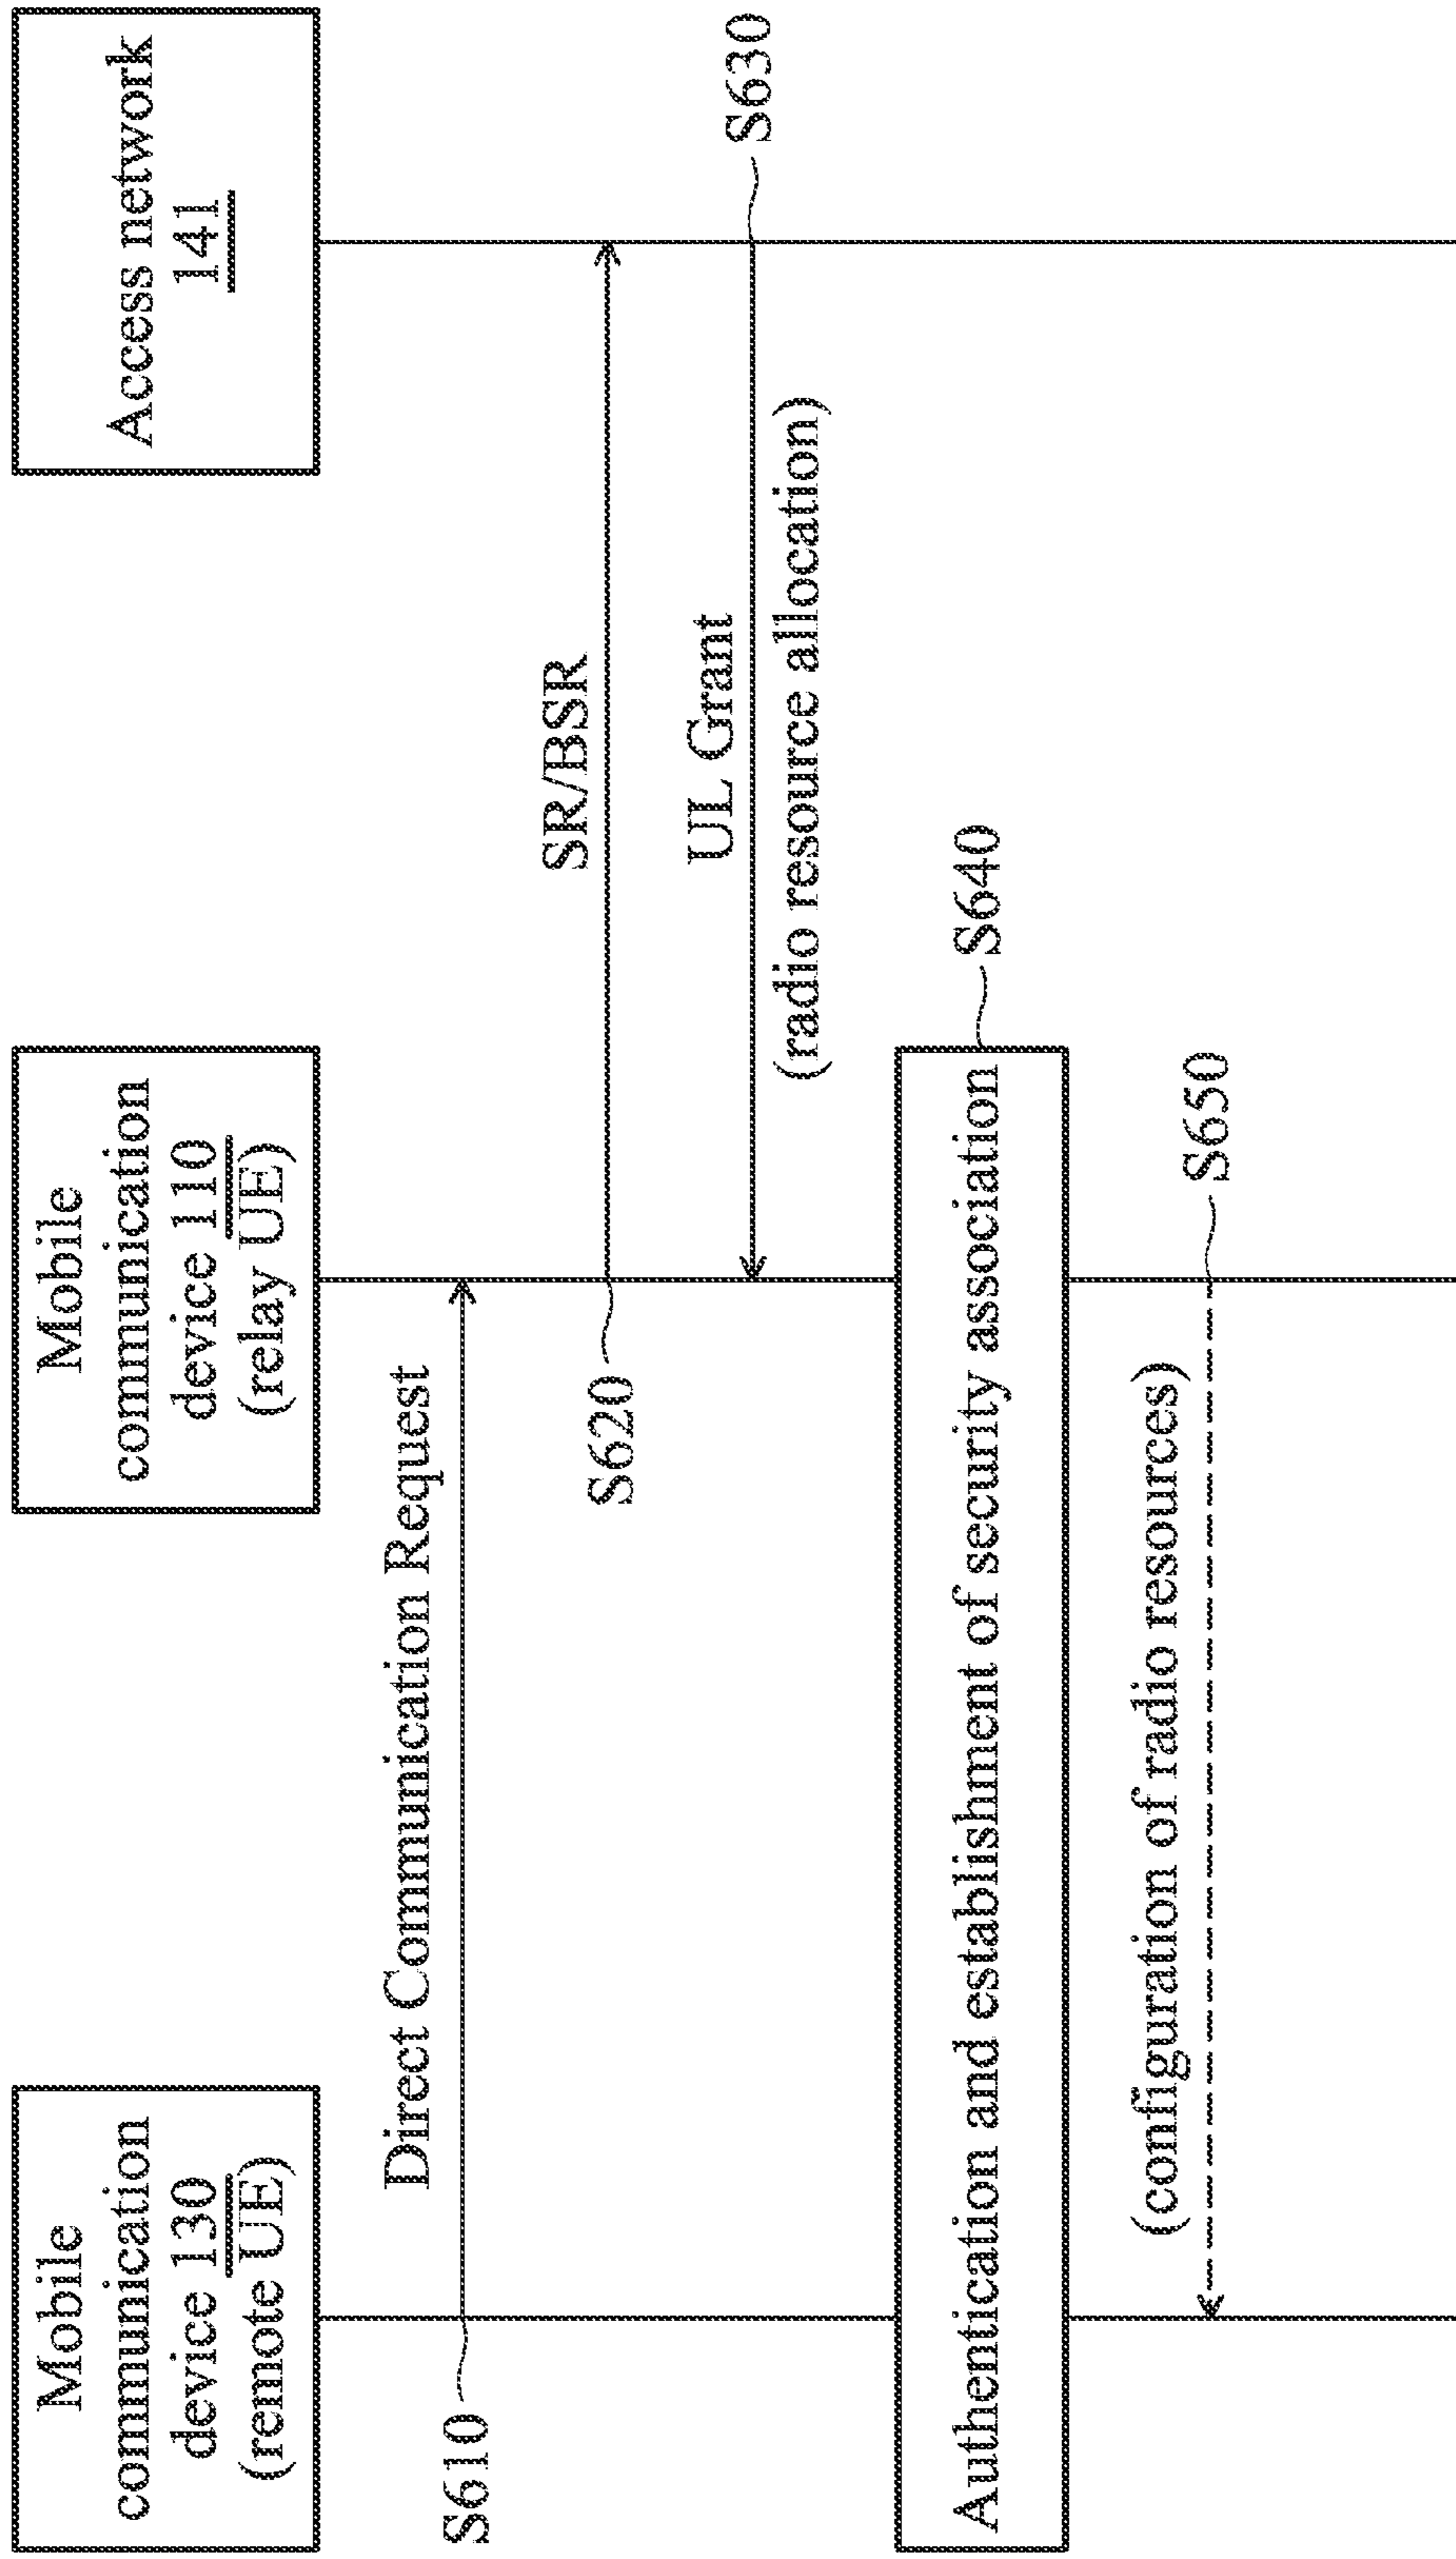 Mobile
communication
device 130
(remote UE)
Mobile
communication
device 110
(relay UE)
Access network
141
S610
Direct Communication Request
S620
SR/BSR
UL Grant
S630
(radio resource allocation)
Authentication and establishment of security association
S640
(configuration of radio resources)
S650